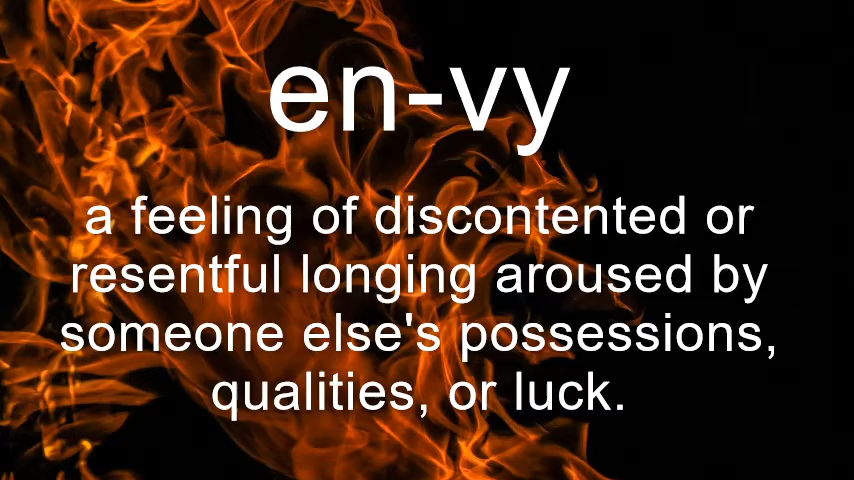 en-vy
a feeling of discontented or
resentful longing aroused by
someone else's possessions,
qualities, or luck.